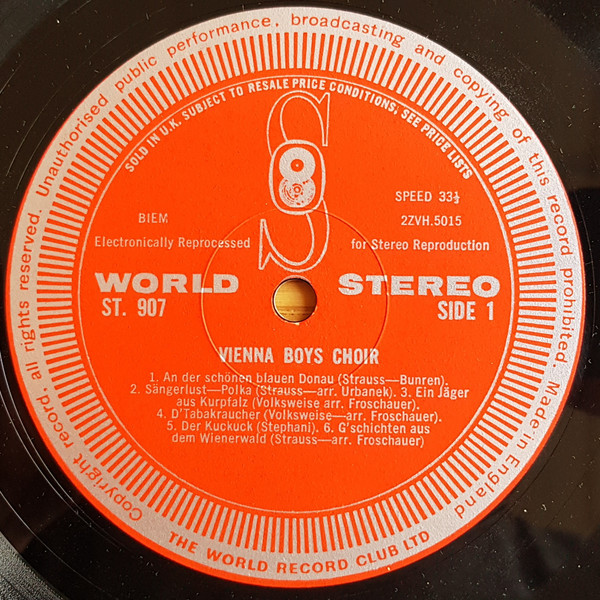 Copyright record, all rights reserved. Unauthorised public performance, broadcasting and copying of this record prohibited. Made in England
SOLD IN U.K. SUBJECT TO RESALE PRICE CONDITIONS, SEE PRICE LISTS
SPEED 33⅓
BIEM
2ZVH.5015
Electronically Reprocessed for Stereo Reproduction
WORLD STEREO
ST. 907 SIDE 1
VIENNA BOYS CHOIR
1. An der schönen blauen Donau (Strauss—Bunren).
2. Sängerlust—Polka (Strauss—arr. Urbanek). 3. Ein Jäger
aus Kurpfalz (Volksweise arr. Froschauer).
4. D'Tabakraucher (Volksweise—arr. Froschauer).
5. Der Kuckuck (Stephani). 6. G'schichten aus
dem Wienerwald (Strauss—arr. Froschauer)
THE WORLD RECORD CLUB LTD